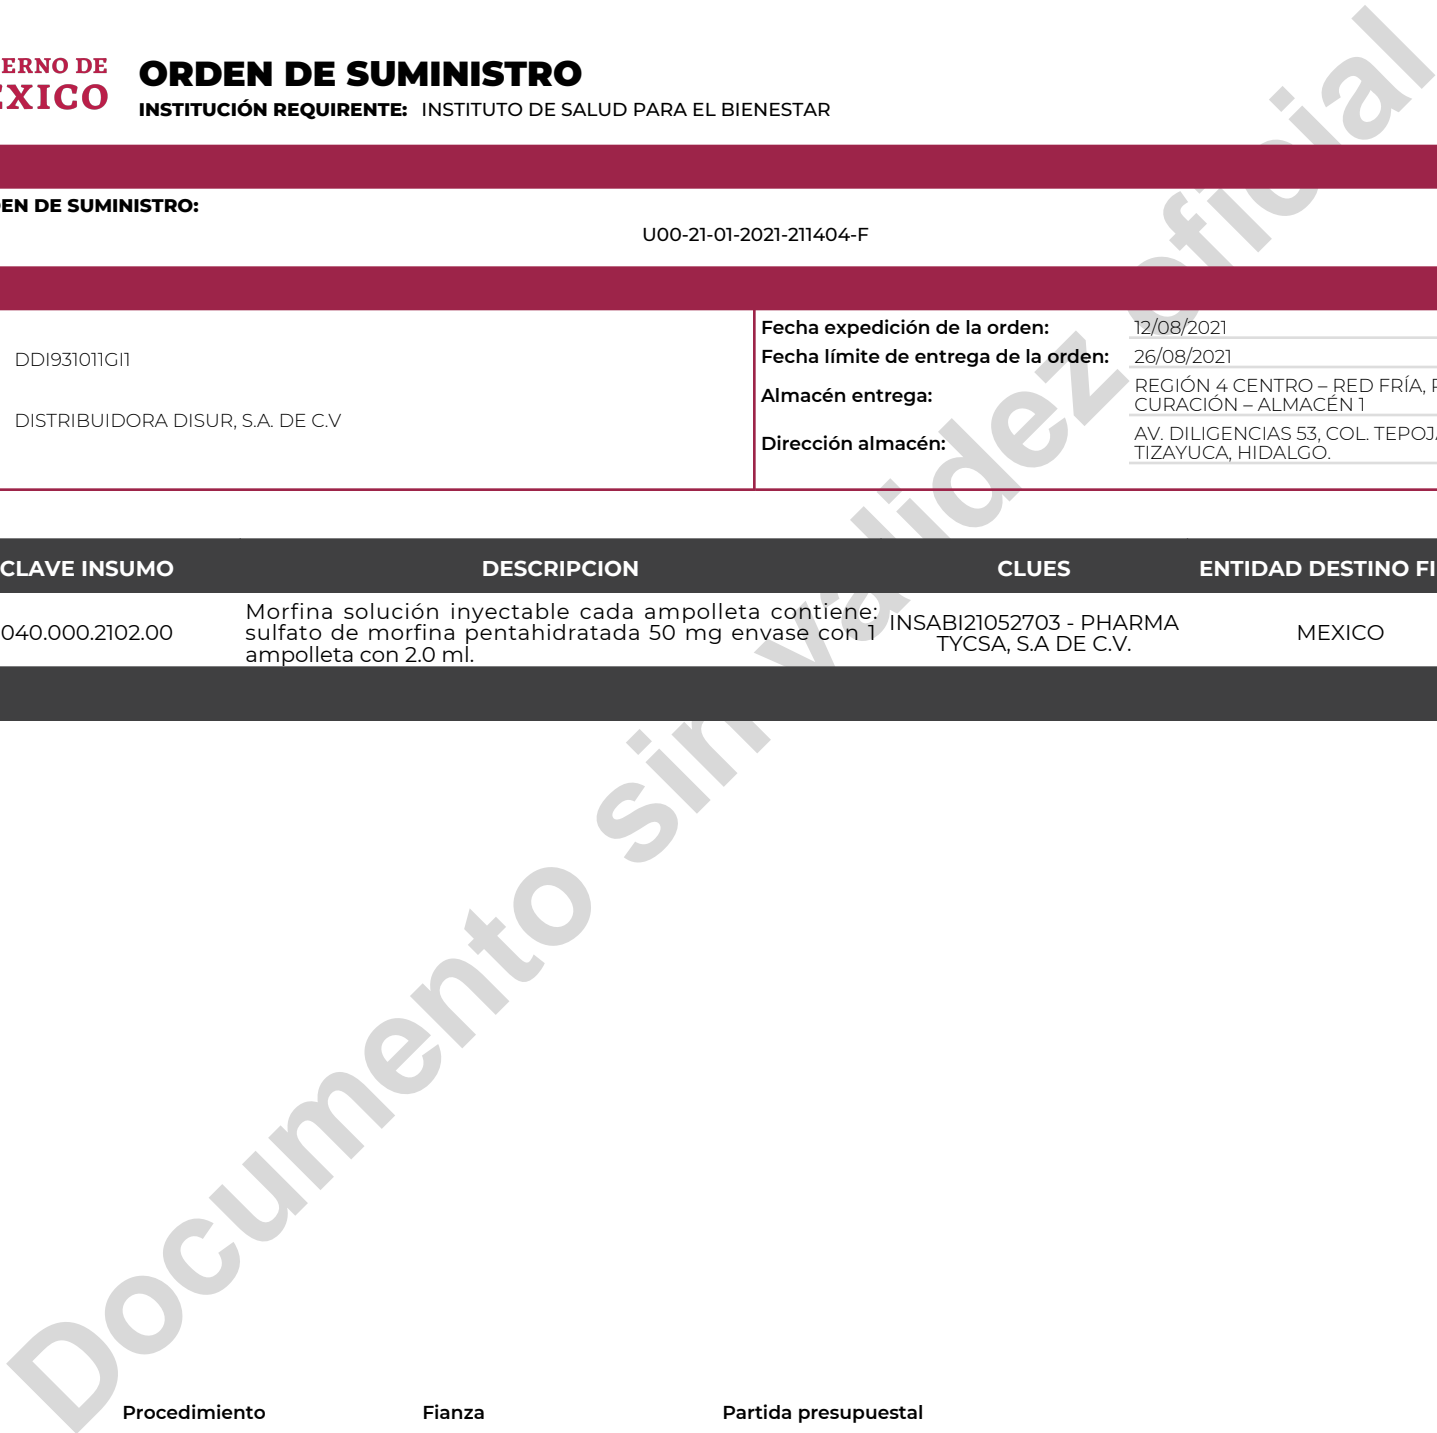 ERNO DE
ÉXICO
ORDEN DE SUMINISTRO
INSTITUCIÓN REQUIRENTE: INSTITUTO DE SALUD PARA EL BIENESTAR
EN DE SUMINISTRO:
U00-21-01-2021-211404-F
DDI931011GI1
DISTRIBUIDORA DISUR, S.A. DE C.V
Fecha expedición de la orden: 12/08/2021
Fecha límite de entrega de la orden: 26/08/2021
Almacén entrega: REGIÓN 4 CENTRO – RED FRÍA,
CURACIÓN – ALMACÉN 1
Dirección almacén: AV. DILIGENCIAS 53, COL. TEPOJ
TIZAYUCA, HIDALGO.
CLAVE INSUMO DESCRIPCION CLUES ENTIDAD DESTINO FI
040.000.2102.00 Morfina solución inyectable cada ampolleta contiene:
sulfato de morfina pentahidratada 50 mg envase con 1
ampolleta con 2.0 ml.
INSABI21052703 - PHARMA
TYCSA, S.A DE C.V.
MEXICO
Documento sin validez oficial
Procedimiento Fianza Partida presupuestal